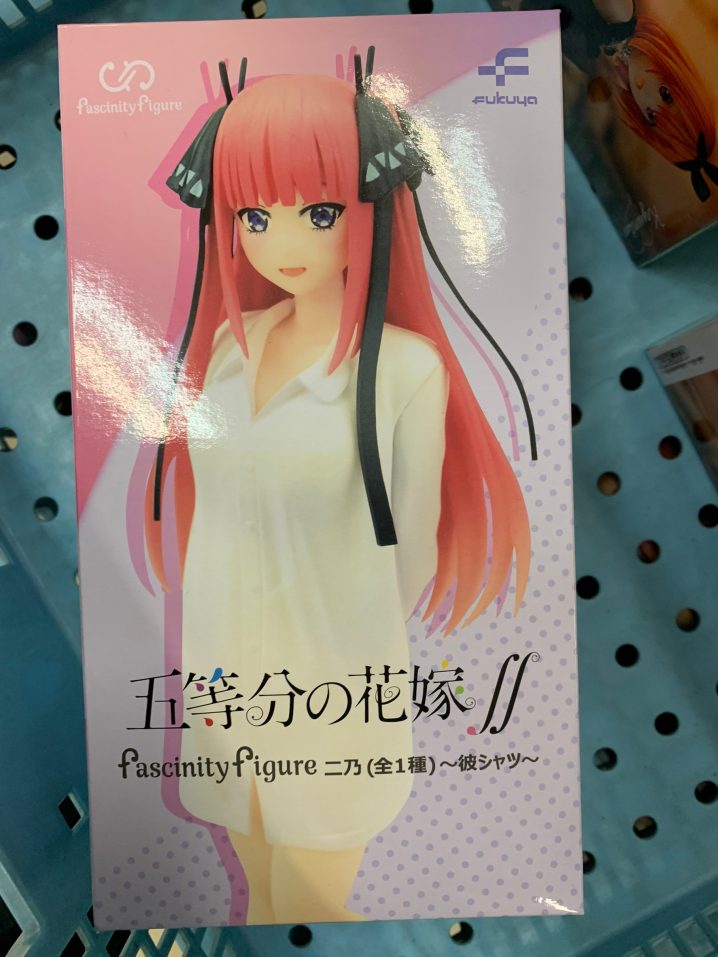 fascinity figure
Fukuya
五等分の花嫁∬
fascinity figure 二乃 (全1種) ～彼シャツ～